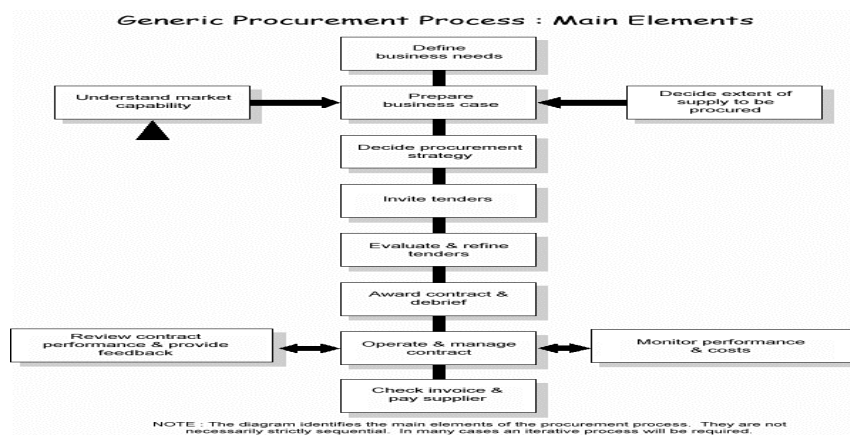 Generic Procurement Process : Main Elements
Define
business needs
Understand market
capability
Prepare
business case
Decide extent of
supply to be
procured
Decide procurement
strategy
Invite tenders
Evaluate & refine
tenders
Award contract &
debrief
Review contract
performance & provide
feedback
Operate & manage
contract
Monitor performance
& costs
Check invoice &
pay supplier
NOTE : The diagram identifies the main elements of the procurement process. They are not
necessarily strictly sequential. In many cases an iterative process will be required.